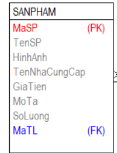 SANPHAM
MaSP (PK)
TenSP
HinhAnh
TenNhaCungCap
GiaTien
MoTa
SoLuong
MaTL (FK)